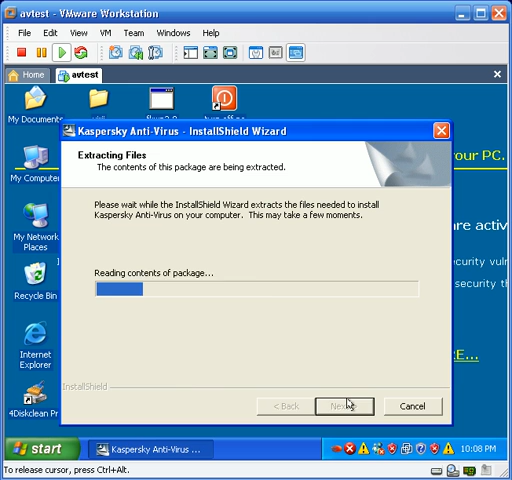 avtest - VMware Workstation
File Edit View VM Team Windows Help
Home avtest
My Documents
My Computer
My Network Places
Recycle Bin
Internet Explorer
4Diskclean Pr
our PC.
re activ
ecurity vul
security th
E...
Kaspersky Anti-Virus - InstallShield Wizard
Extracting Files
The contents of this package are being extracted.
Please wait while the InstallShield Wizard extracts the files needed to install
Kaspersky Anti-Virus on your computer. This may take a few moments.
Reading contents of package...
InstallShield
< Back Next > Cancel
start Kaspersky Anti-Virus ... 10:08 PM
To release cursor, press Ctrl+Alt.